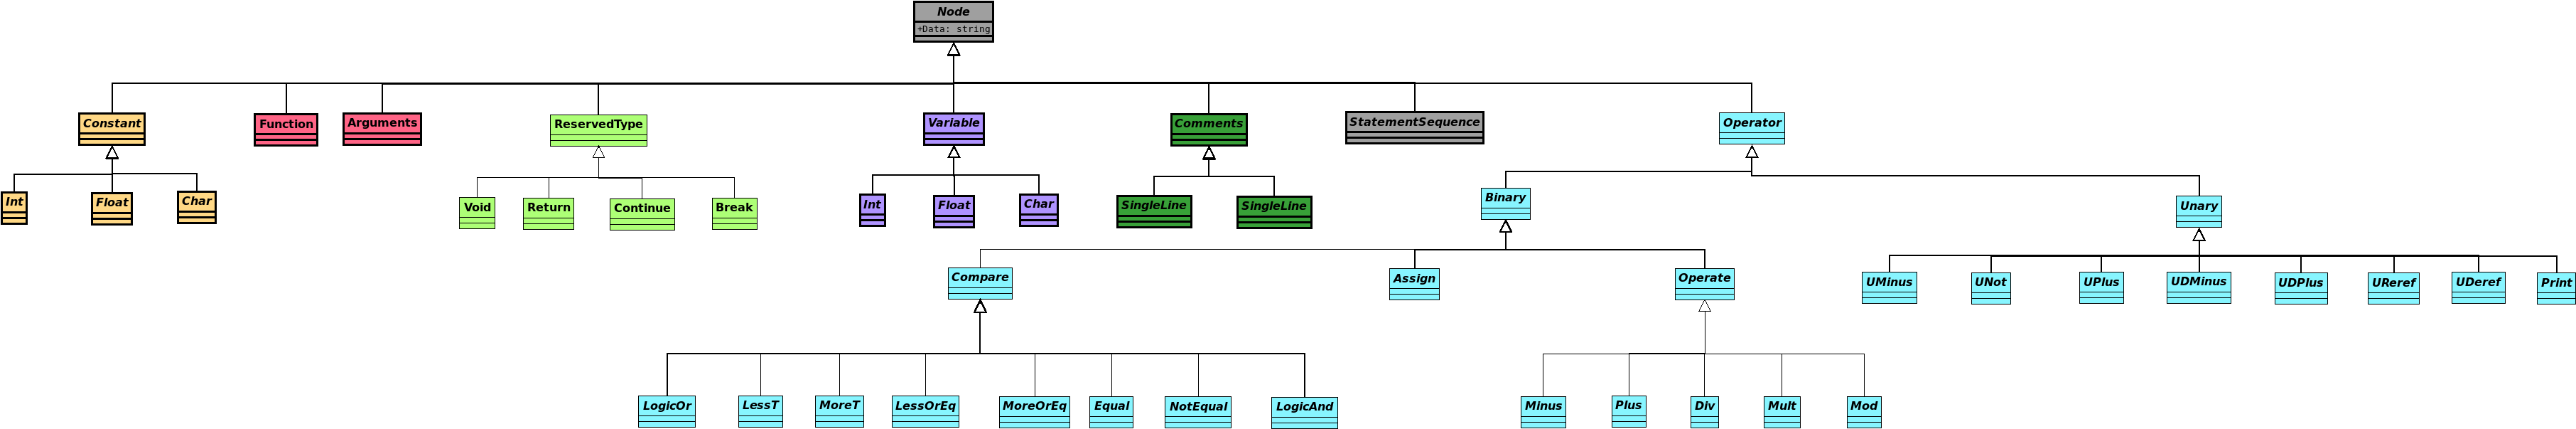 Node
+Data: string
Constant
Function
Arguments
ReservedType
Variable
Comments
StatementSequence
Operator
Int
Float
Char
Void
Return
Continue
Break
Int
Float
Char
SingleLine
SingleLine
Binary
Unary
Compare
Assign
Operate
UMinus
UNot
UPlus
UDMinus
UDPlus
UReref
UDeref
Print
LogicOr
LessT
MoreT
LessOrEq
MoreOrEq
Equal
NotEqual
LogicAnd
Minus
Plus
Div
Mult
Mod